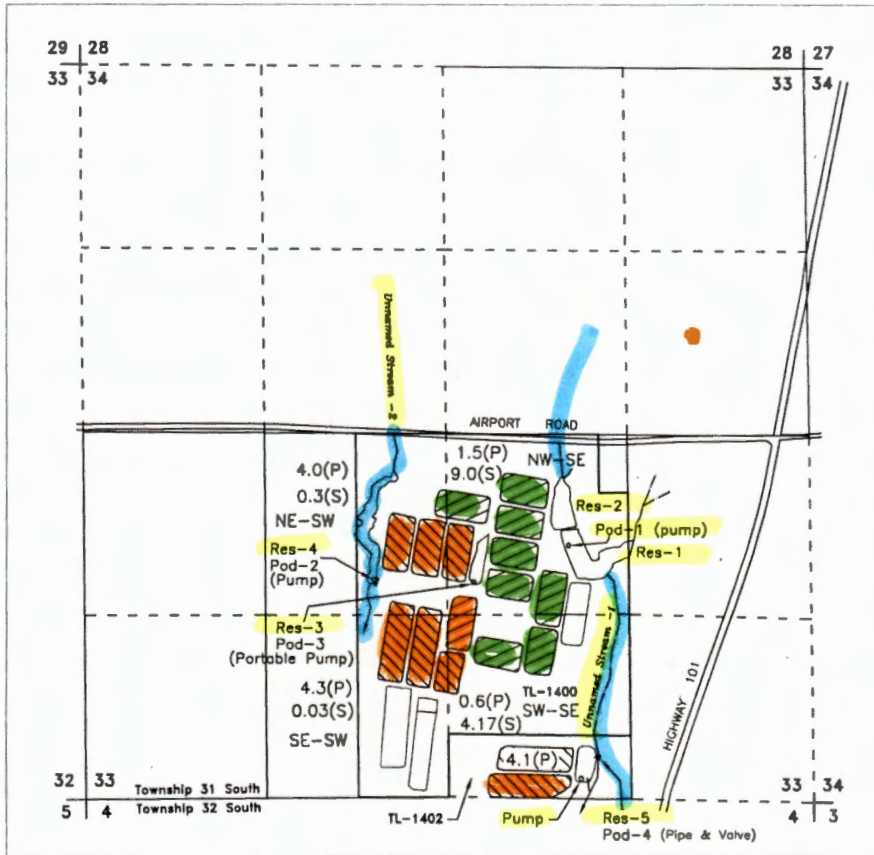 29 28
33 34
28 27
33 34
Unnamed Stream -2
AIRPORT ROAD
1.5(P)
9.0(S)
NW-SE
4.0(P)
0.3(S)
NE-SW
Res-4
Pod-2
(Pump)
Res-2
Pod-1 (pump)
Res-1
Res-3
Pod-3
(Portable Pump)
Unnamed Stream -1
4.3(P)
0.03(S)
SE-SW
0.6(P)
4.17(S)
TL-1400
SW-SE
HIGHWAY 101
4.1(P)
32 33
5 4
Township 31 South
Township 32 South
33 34
4 3
TL-1402
Pump
Res-5
Pod-4 (Pipe & Valve)